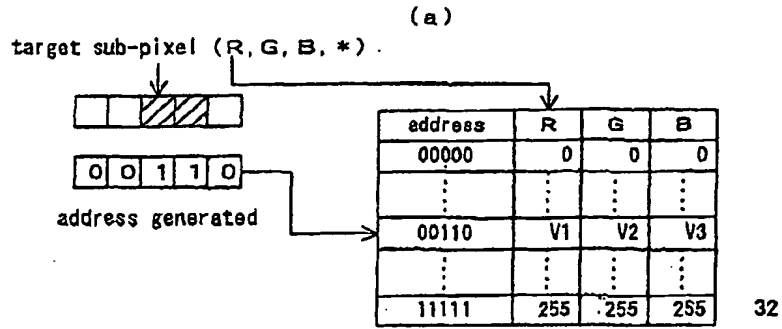 (a)
target sub-pixel (R, G, B, *).
0 0 1 1 0
address generated
address R G B
00000 0 0 0
00110 V1 V2 V3
11111 255 255 255
32